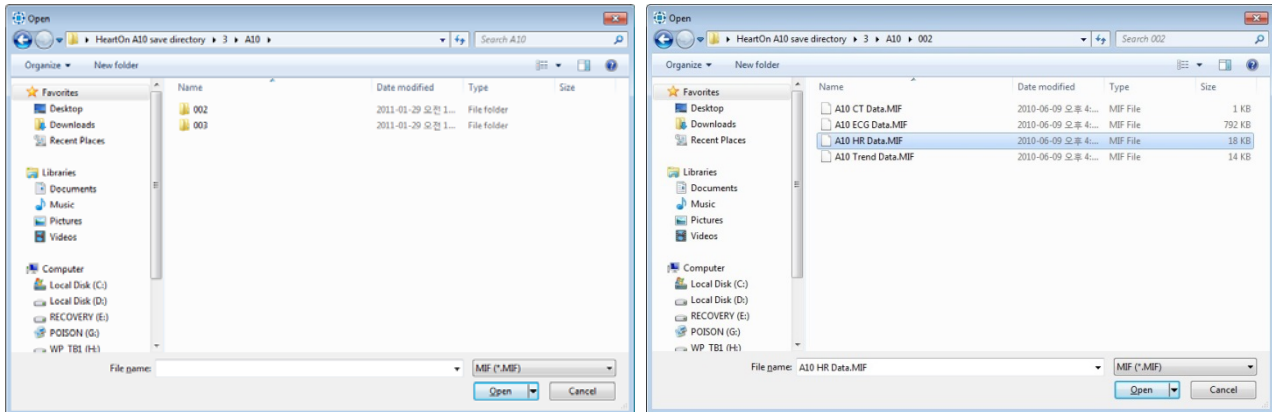 Open
HeartOn A10 save directory ▸ 3 ▸ A10 ▸
Search A10
Organize ▾ New folder
Name Date modified Type Size
Favorites
Desktop
Downloads
Recent Places
Libraries
Documents
Music
Pictures
Videos
Computer
Local Disk (C:)
Local Disk (D:)
RECOVERY (E:)
POISON (G:)
WP TB1 (H:)
002 2011-01-29 오전 1... File folder
003 2011-01-29 오전 1... File folder
File name:
MIF (*.MIF)
Open Cancel
Open
HeartOn A10 save directory ▸ 3 ▸ A10 ▸ 002
Search 002
Organize ▾ New folder
Name Date modified Type Size
Favorites
Desktop
Downloads
Recent Places
Libraries
Documents
Music
Pictures
Videos
Computer
Local Disk (C:)
Local Disk (D:)
RECOVERY (E:)
POISON (G:)
WP TB1 (H:)
A10 CT Data.MIF 2010-06-09 오후 4:... MIF File 1 KB
A10 ECG Data.MIF 2010-06-09 오후 4:... MIF File 792 KB
A10 HR Data.MIF 2010-06-09 오후 4:... MIF File 18 KB
A10 Trend Data.MIF 2010-06-09 오후 4:... MIF File 14 KB
File name: A10 HR Data.MIF
MIF (*.MIF)
Open Cancel